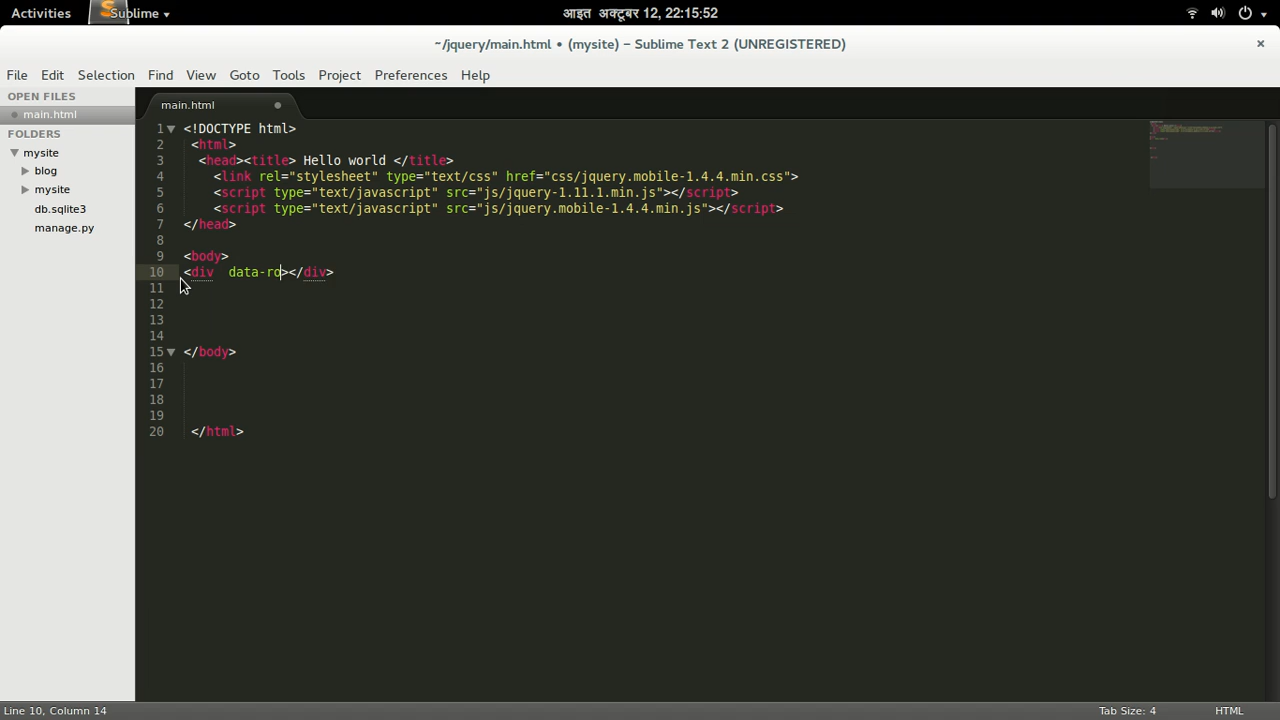 Activities Sublime आइत अक्टूबर 12, 22:15:52
~/jquery/main.html • (mysite) – Sublime Text 2 (UNREGISTERED) ×
File Edit Selection Find View Goto Tools Project Preferences Help
OPEN FILES
main.html
FOLDERS
mysite
blog
mysite
db.sqlite3
manage.py
main.html
1 <!DOCTYPE html>
2 <html>
3 <head><title> Hello world </title>
4 <link rel="stylesheet" type="text/css" href="css/jquery.mobile-1.4.4.min.css">
5 <script type="text/javascript" src="js/jquery-1.11.1.min.js"></script>
6 <script type="text/javascript" src="js/jquery.mobile-1.4.4.min.js"></script>
7 </head>
8
9 <body>
10 <div  data-ro></div>
11
12
13
14
15 </body>
16
17
18
19
20 </html>
Line 10, Column 14 Tab Size: 4 HTML